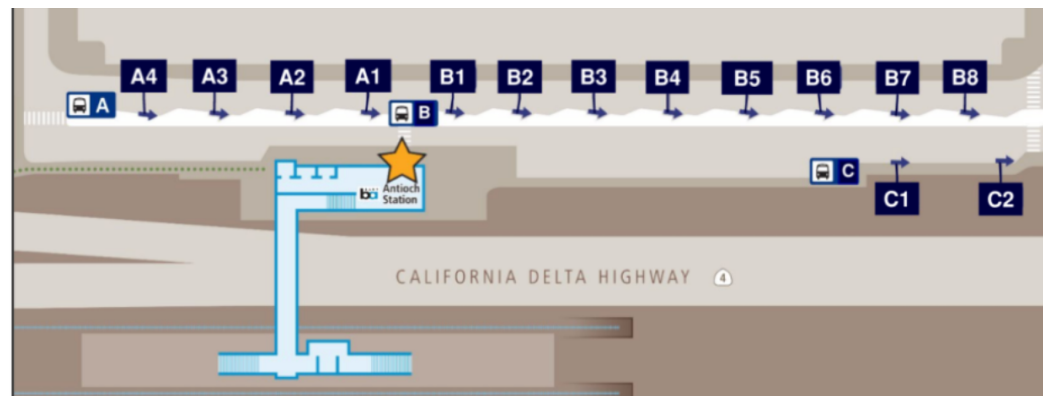 A4 A3 A2 A1 B1 B2 B3 B4 B5 B6 B7 B8
A
B
C
C1 C2
ba Antioch
Station
CALIFORNIA DELTA HIGHWAY 4